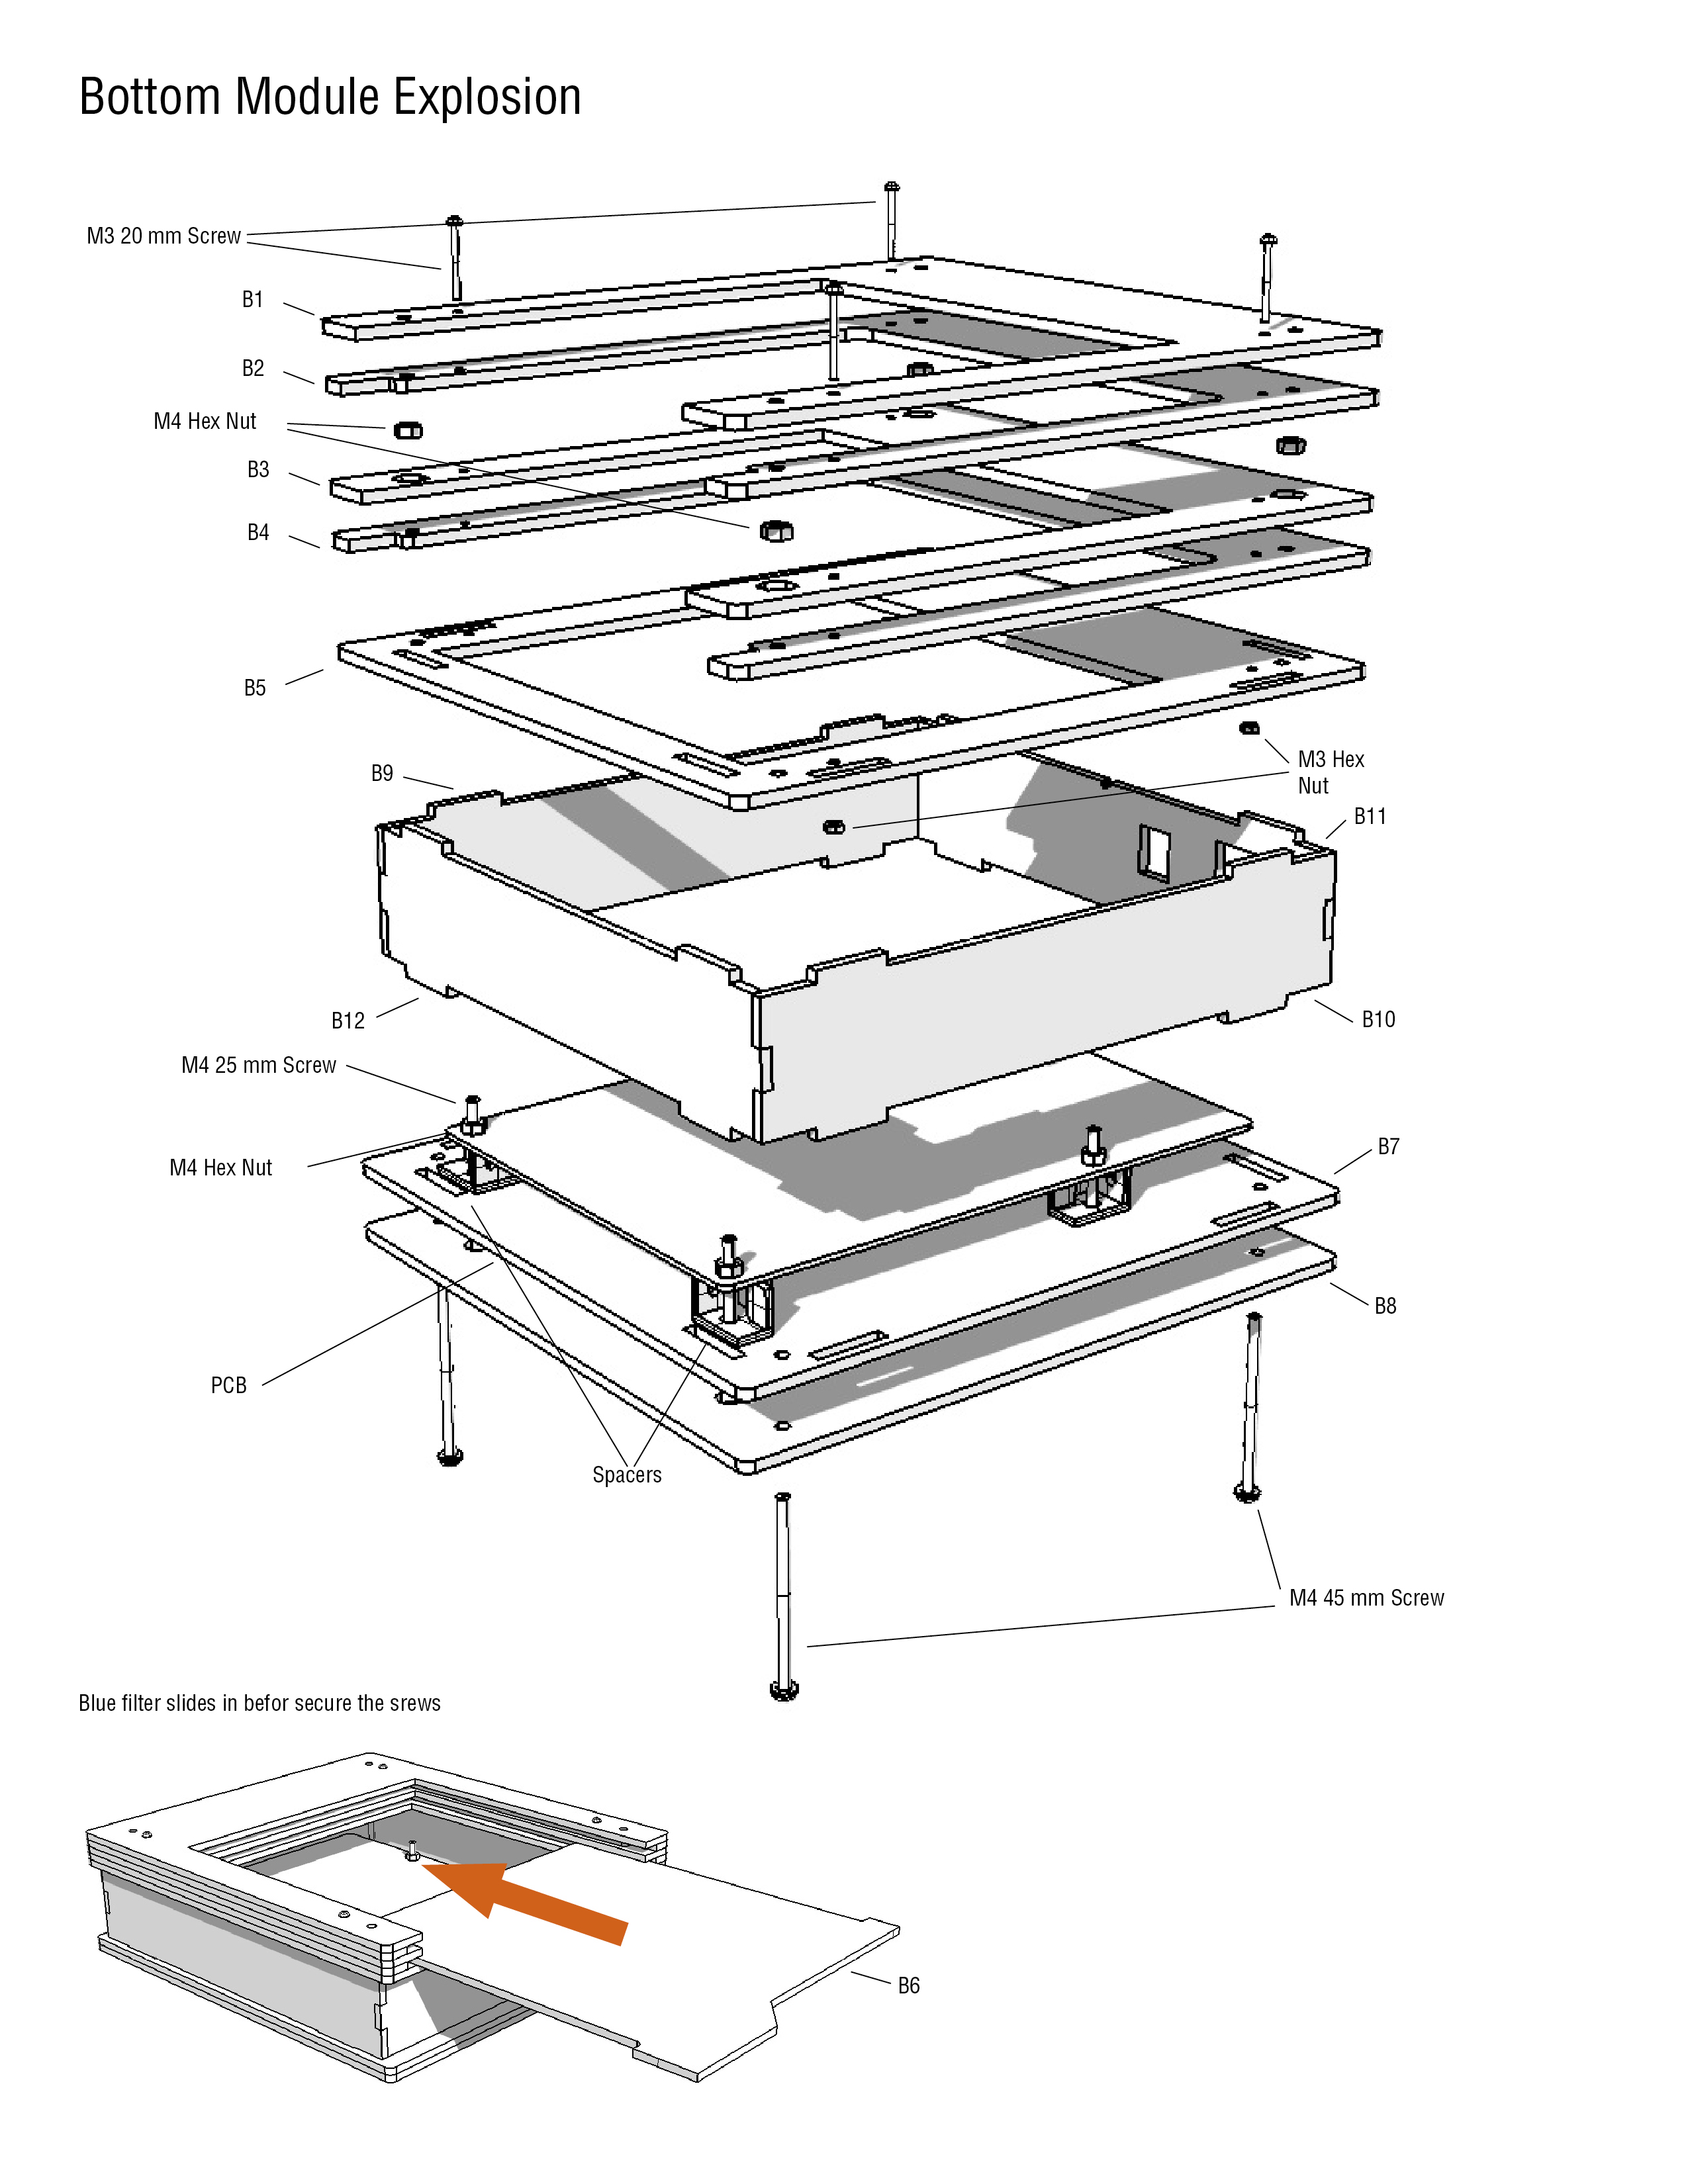 Bottom Module Explosion
M3 20 mm Screw
B1
B2
M4 Hex Nut
B3
B4
B5
M3 Hex
Nut
B9
B11
B12
B10
M4 25 mm Screw
M4 Hex Nut
B7
B8
PCB
Spacers
M4 45 mm Screw
Blue filter slides in befor secure the srews
B6